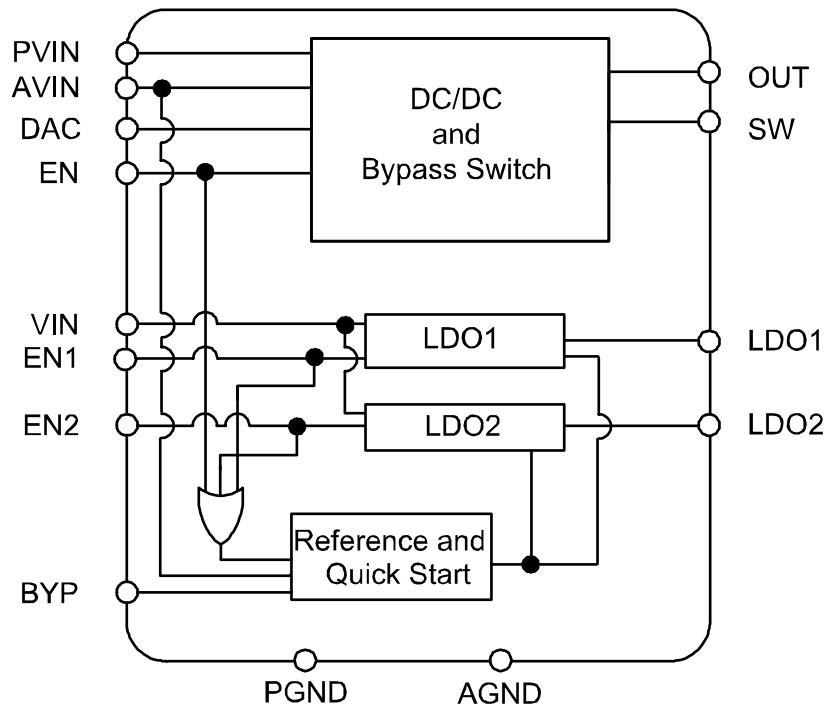 PVIN
AVIN
DAC
EN
DC/DC
and
Bypass Switch
OUT
SW
VIN
EN1
EN2
LDO1
LDO2
LDO1
LDO2
Reference and
Quick Start
BYP
PGND
AGND